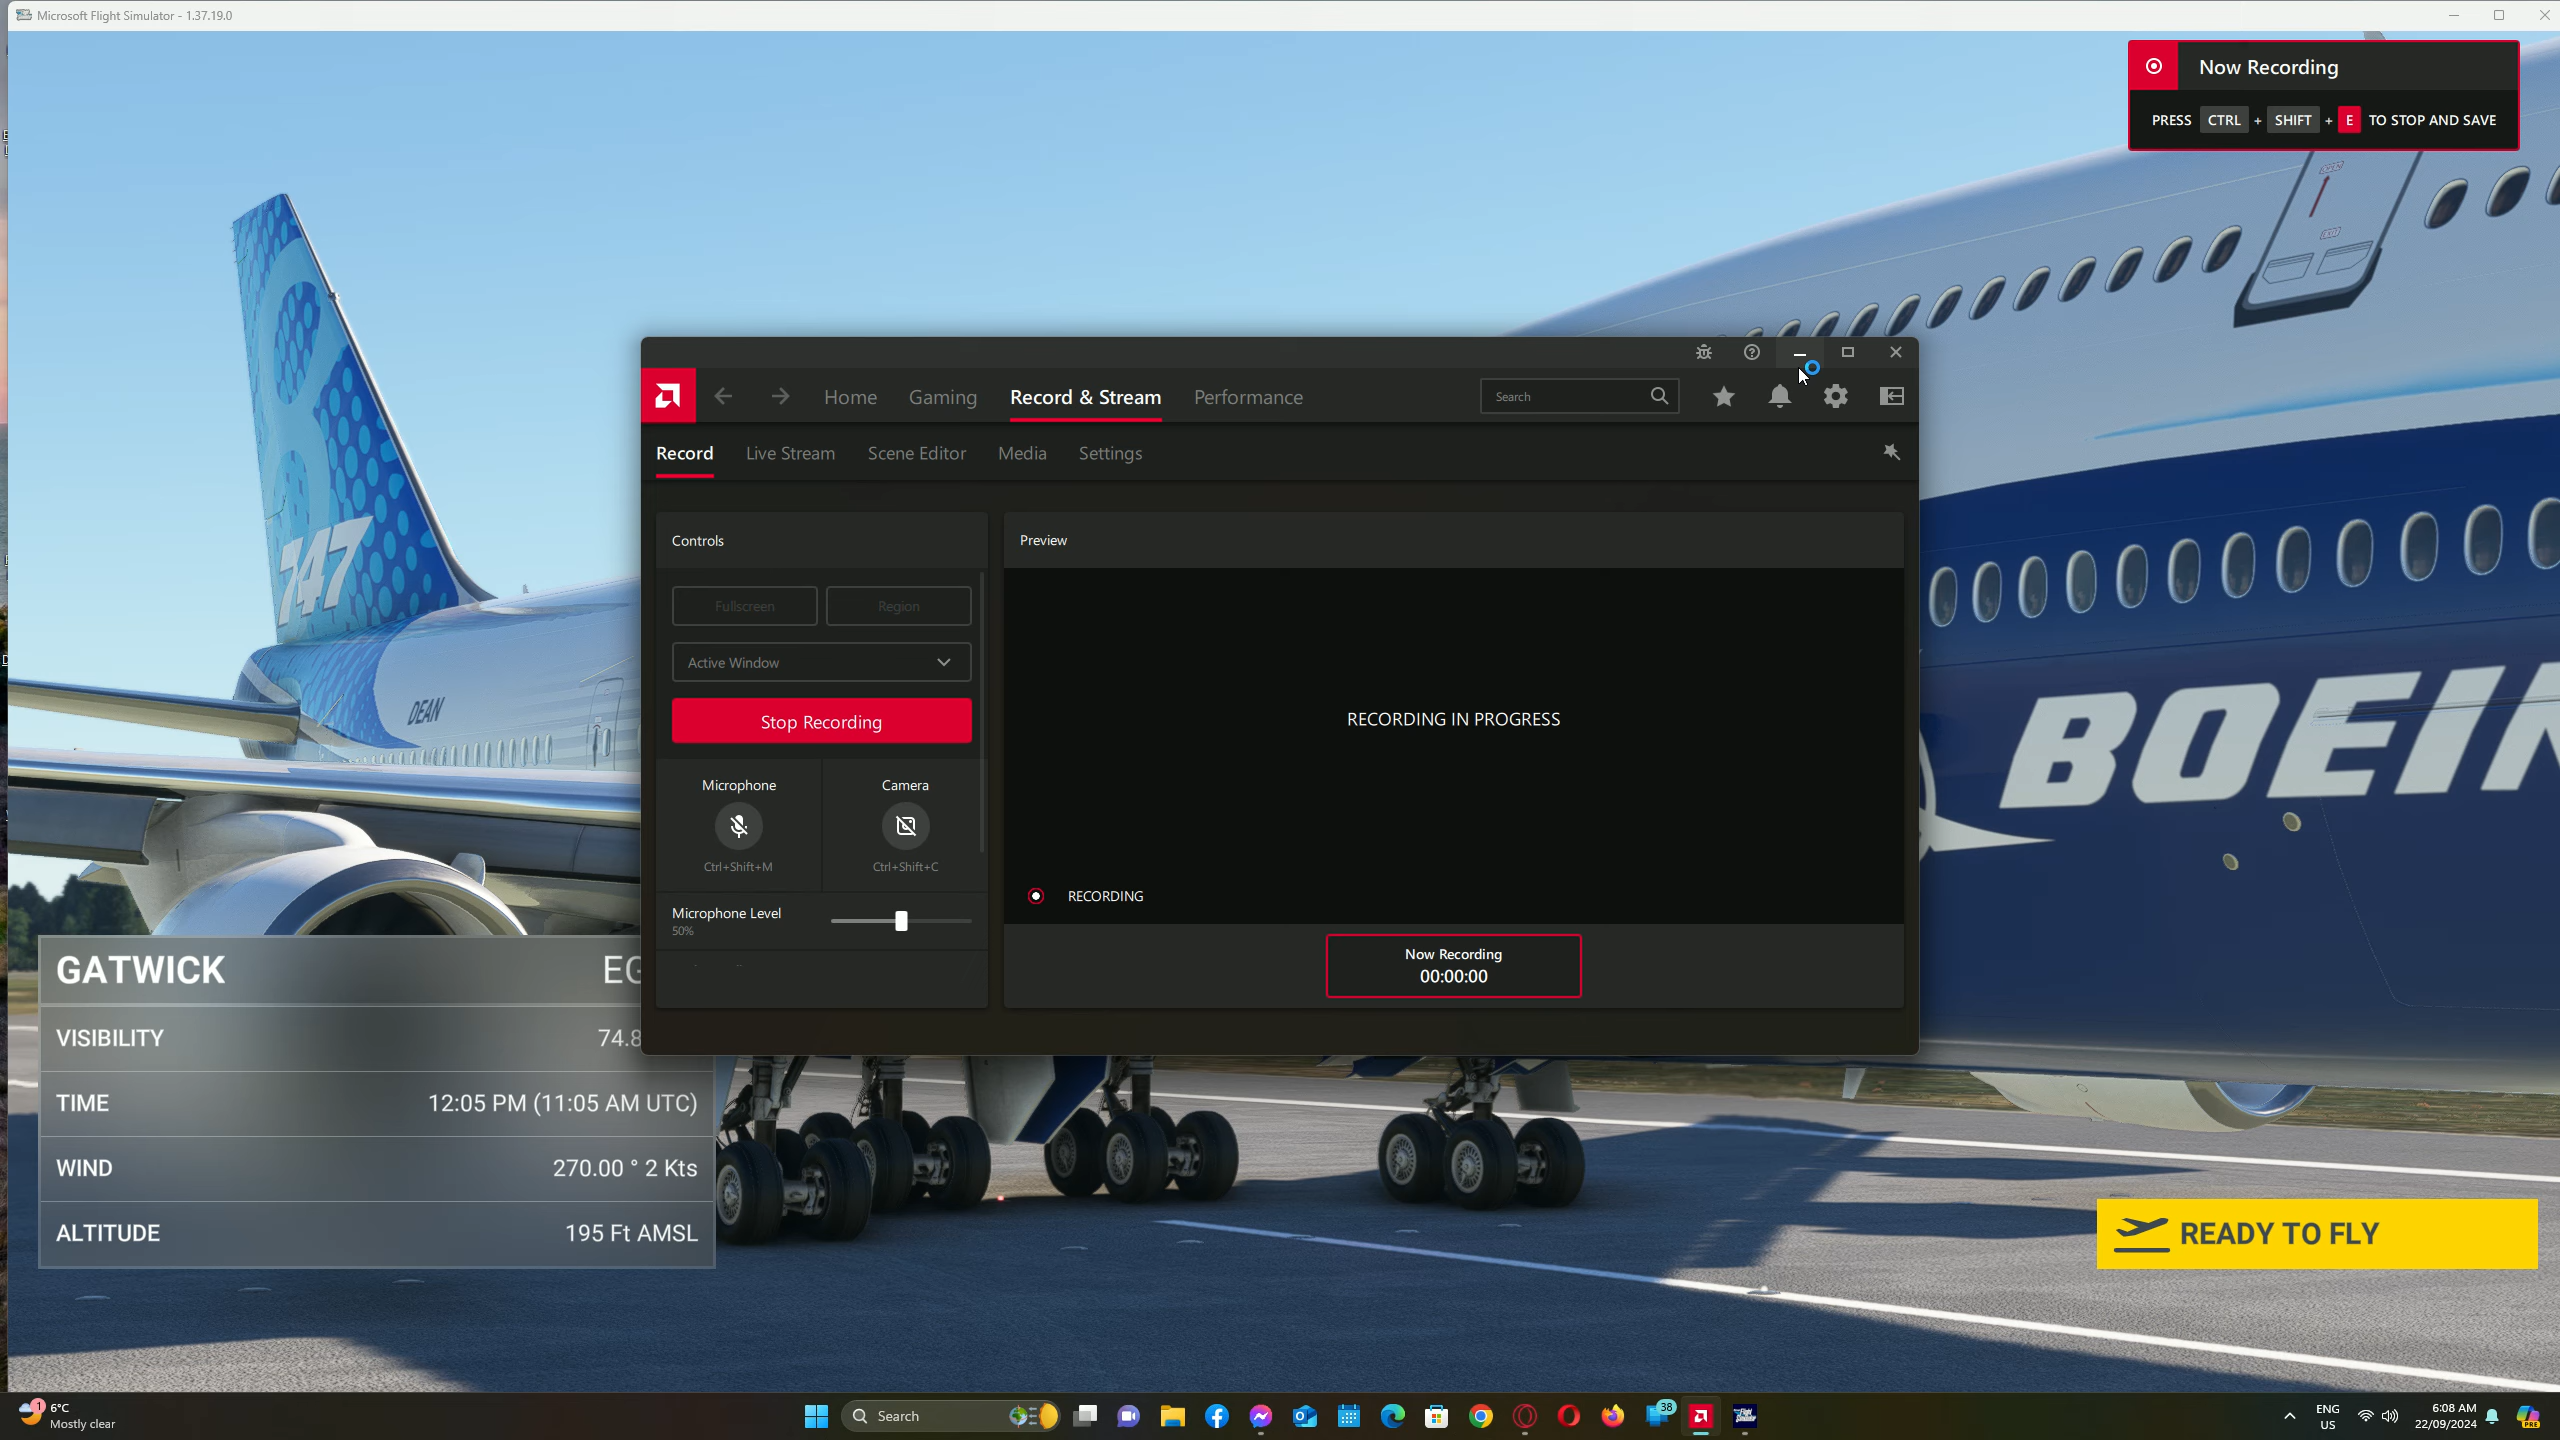 Microsoft Flight Simulator - 1.37.19.0
Now Recording
PRESS CTRL + SHIFT + E TO STOP AND SAVE
OPEN
EXIT
747
DEAN
BOEIN
Home Gaming Record & Stream Performance
Search
Record Live Stream Scene Editor Media Settings
Controls
Fullscreen Region
Active Window
Stop Recording
Microphone Camera
Ctrl+Shift+M Ctrl+Shift+C
Microphone Level
50%
Preview
RECORDING IN PROGRESS
RECORDING
Now Recording
00:00:00
GATWICK EG
VISIBILITY 74.8
TIME 12:05 PM (11:05 AM UTC)
WIND 270.00 ° 2 Kts
ALTITUDE 195 Ft AMSL
READY TO FLY
1
6°C
Mostly clear
Search
38
ENG
US
6:08 AM
22/09/2024
PRE